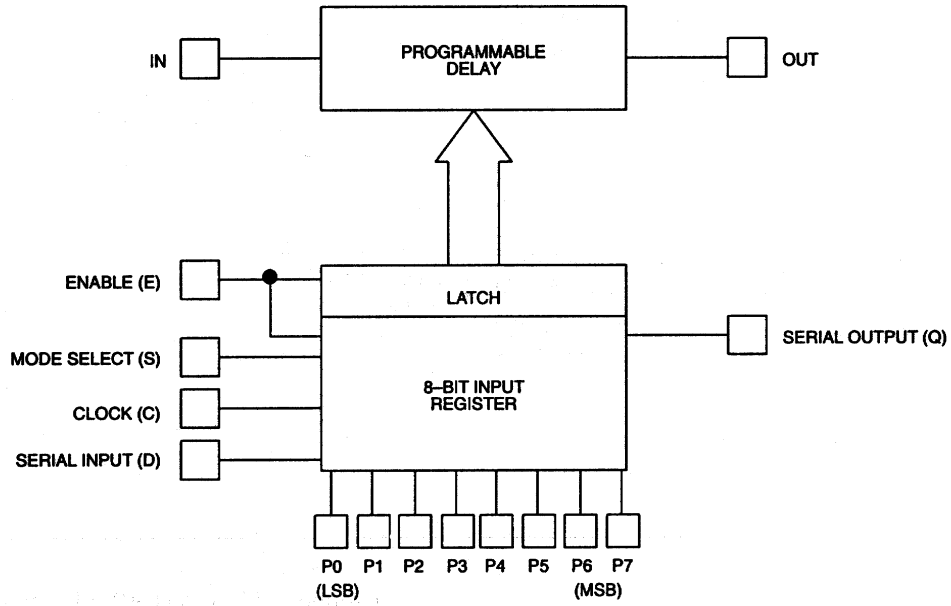 IN
PROGRAMMABLE
DELAY
OUT
ENABLE (E)
LATCH
SERIAL OUTPUT (Q)
MODE SELECT (S)
8–BIT INPUT
REGISTER
CLOCK (C)
SERIAL INPUT (D)
P0 P1 P2 P3 P4 P5 P6 P7
(LSB) (MSB)